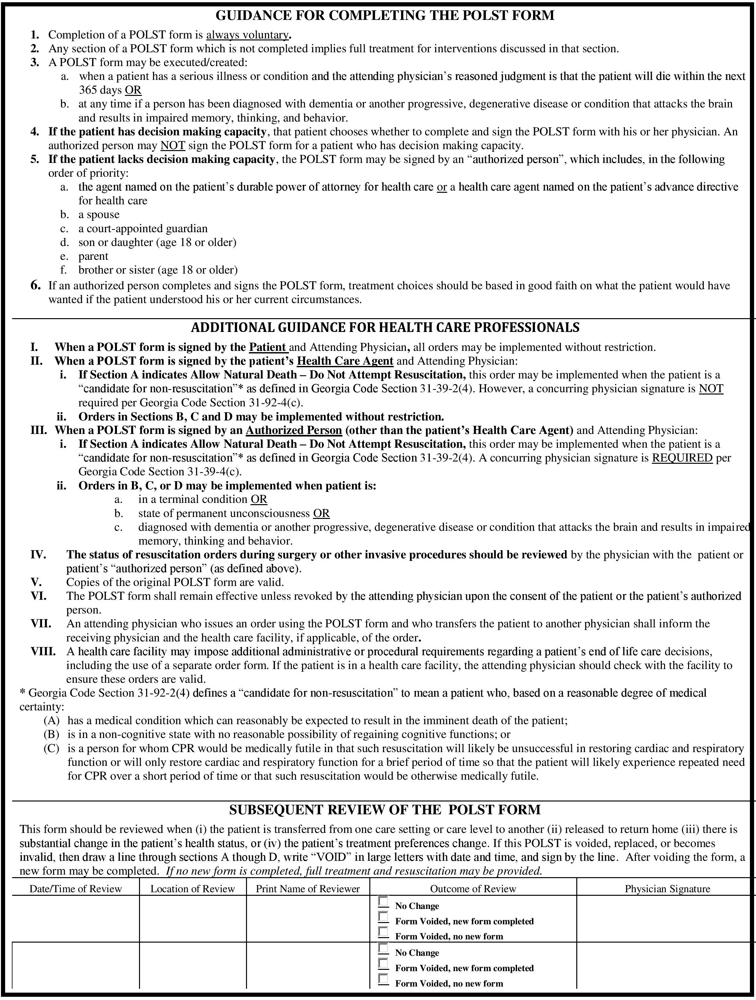 GUIDANCE FOR COMPLETING THE POLST FORM
1. Completion of a POLST form is always voluntary.
2. Any section of a POLST form which is not completed implies full treatment for interventions discussed in that section.
3. A POLST form may be executed/created:
a. when a patient has a serious illness or condition and the attending physician’s reasoned judgment is that the patient will die within the next
365 days OR
b. at any time if a person has been diagnosed with dementia or another progressive, degenerative disease or condition that attacks the brain
and results in impaired memory, thinking, and behavior.
4. If the patient has decision making capacity, that patient chooses whether to complete and sign the POLST form with his or her physician. An
authorized person may NOT sign the POLST form for a patient who has decision making capacity.
5. If the patient lacks decision making capacity, the POLST form may be signed by an “authorized person”, which includes, in the following
order of priority:
a. the agent named on the patient’s durable power of attorney for health care or a health care agent named on the patient’s advance directive
for health care
b. a spouse
c. a court-appointed guardian
d. son or daughter (age 18 or older)
e. parent
f. brother or sister (age 18 or older)
6. If an authorized person completes and signs the POLST form, treatment choices should be based in good faith on what the patient would have
wanted if the patient understood his or her current circumstances.
ADDITIONAL GUIDANCE FOR HEALTH CARE PROFESSIONALS
I. When a POLST form is signed by the Patient and Attending Physician, all orders may be implemented without restriction.
II. When a POLST form is signed by the patient’s Health Care Agent and Attending Physician:
i. If Section A indicates Allow Natural Death – Do Not Attempt Resuscitation, this order may be implemented when the patient is a
“candidate for non-resuscitation”* as defined in Georgia Code Section 31-39-2(4). However, a concurring physician signature is NOT
required per Georgia Code Section 31-92-4(c).
ii. Orders in Sections B, C and D may be implemented without restriction.
III. When a POLST form is signed by an Authorized Person (other than the patient’s Health Care Agent) and Attending Physician:
i. If Section A indicates Allow Natural Death – Do Not Attempt Resuscitation, this order may be implemented when the patient is a
“candidate for non-resuscitation”* as defined in Georgia Code Section 31-39-2(4). A concurring physician signature is REQUIRED per
Georgia Code Section 31-39-4(c).
ii. Orders in B, C, or D may be implemented when patient is:
a. in a terminal condition OR
b. state of permanent unconsciousness OR
c. diagnosed with dementia or another progressive, degenerative disease or condition that attacks the brain and results in impaired
memory, thinking and behavior.
IV. The status of resuscitation orders during surgery or other invasive procedures should be reviewed by the physician with the patient or
patient’s “authorized person” (as defined above).
V. Copies of the original POLST form are valid.
VI. The POLST form shall remain effective unless revoked by the attending physician upon the consent of the patient or the patient’s authorized
person.
VII. An attending physician who issues an order using the POLST form and who transfers the patient to another physician shall inform the
receiving physician and the health care facility, if applicable, of the order.
VIII. A health care facility may impose additional administrative or procedural requirements regarding a patient’s end of life care decisions,
including the use of a separate order form. If the patient is in a health care facility, the attending physician should check with the facility to
ensure these orders are valid.
* Georgia Code Section 31-92-2(4) defines a “candidate for non-resuscitation” to mean a patient who, based on a reasonable degree of medical
certainty:
(A) has a medical condition which can reasonably be expected to result in the imminent death of the patient;
(B) is in a non-cognitive state with no reasonable possibility of regaining cognitive functions; or
(C) is a person for whom CPR would be medically futile in that such resuscitation will likely be unsuccessful in restoring cardiac and respiratory
function or will only restore cardiac and respiratory function for a brief period of time so that the patient will likely experience repeated need
for CPR over a short period of time or that such resuscitation would be otherwise medically futile.
SUBSEQUENT REVIEW OF THE POLST FORM
This form should be reviewed when (i) the patient is transferred from one care setting or care level to another (ii) released to return home (iii) there is
substantial change in the patient’s health status, or (iv) the patient’s treatment preferences change. If this POLST is voided, replaced, or becomes
invalid, then draw a line through sections A though D, write “VOID” in large letters with date and time, and sign by the line. After voiding the form, a
new form may be completed. If no new form is completed, full treatment and resuscitation may be provided.
Date/Time of Review Location of Review Print Name of Reviewer Outcome of Review Physician Signature
No Change
Form Voided, new form completed
Form Voided, no new form
No Change
Form Voided, new form completed
Form Voided, no new form